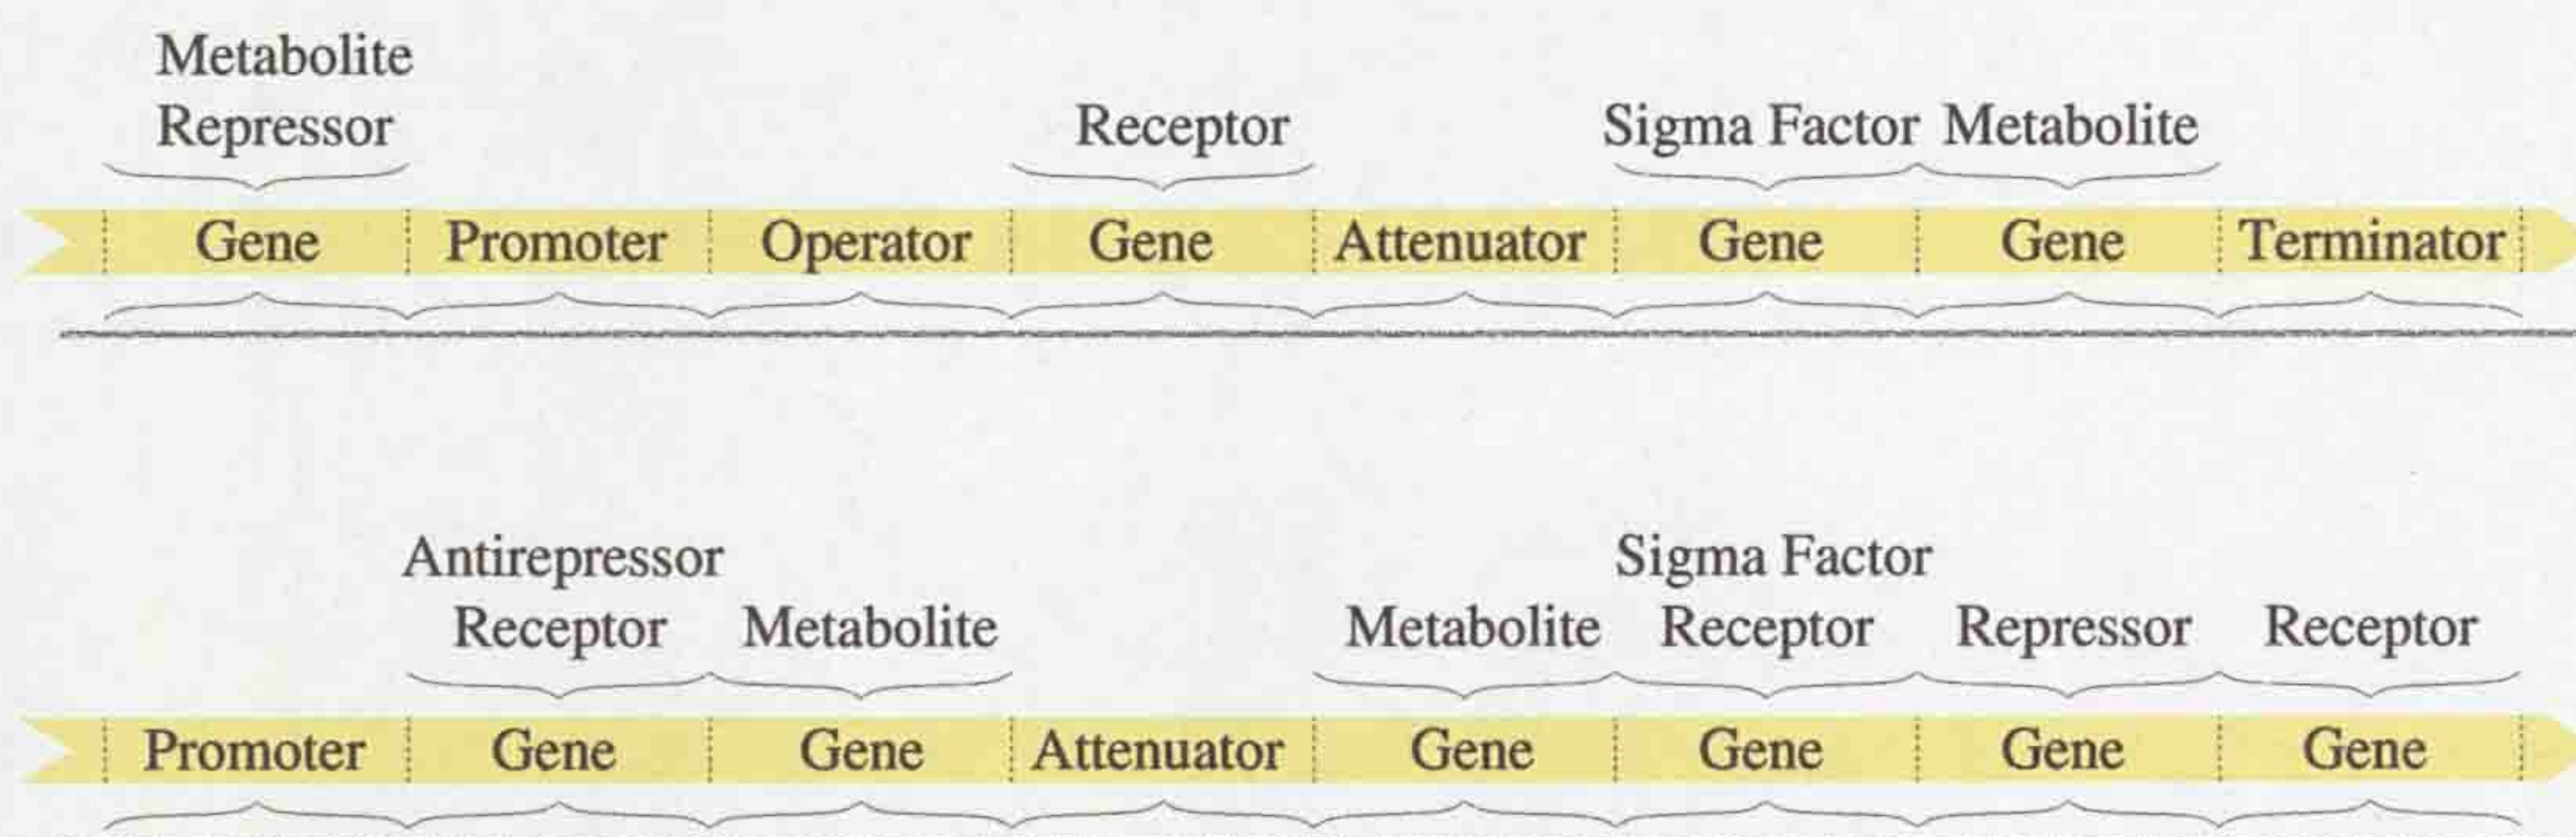 Metabolite
Repressor Receptor Sigma Factor Metabolite
Gene Promoter Operator Gene Attenuator Gene Gene Terminator
Antirepressor Sigma Factor
Receptor Metabolite Metabolite Receptor Repressor Receptor
Promoter Gene Gene Attenuator Gene Gene Gene Gene